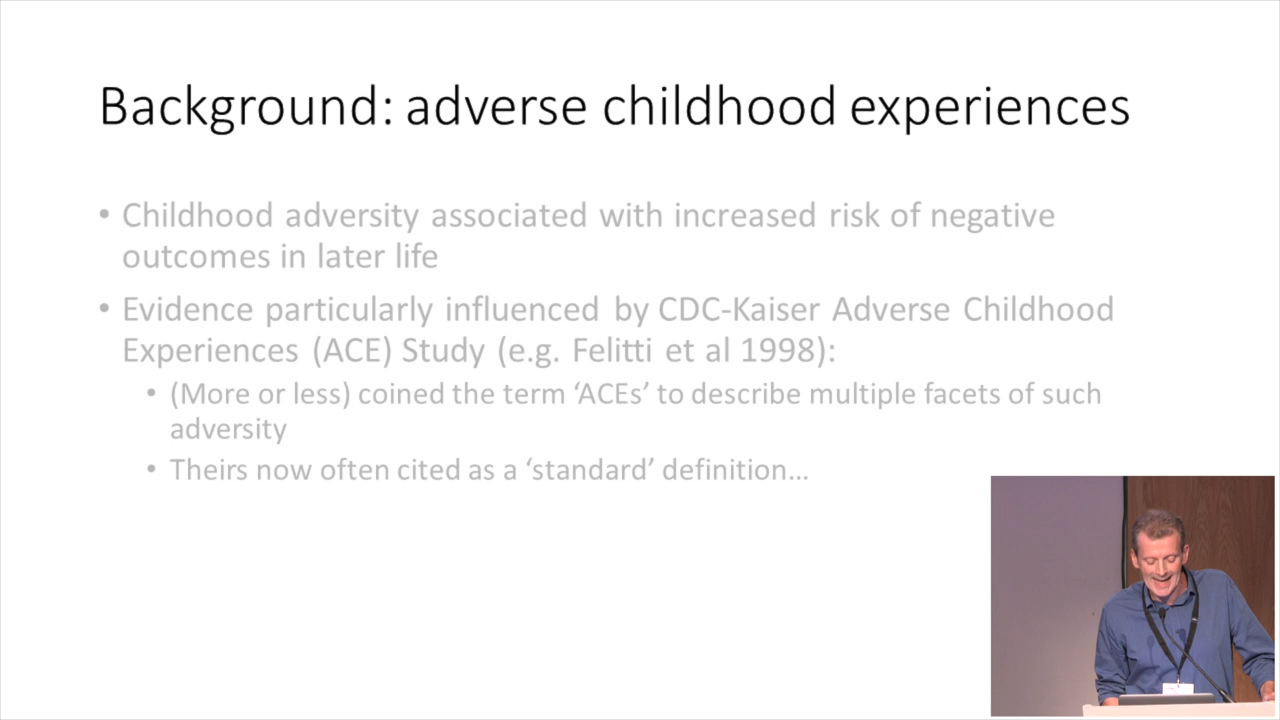 Background: adverse childhood experiences
• Childhood adversity associated with increased risk of negative
outcomes in later life
• Evidence particularly influenced by CDC-Kaiser Adverse Childhood
Experiences (ACE) Study (e.g. Felitti et al 1998):
• (More or less) coined the term ‘ACEs’ to describe multiple facets of such
adversity
• Theirs now often cited as a ‘standard’ definition…